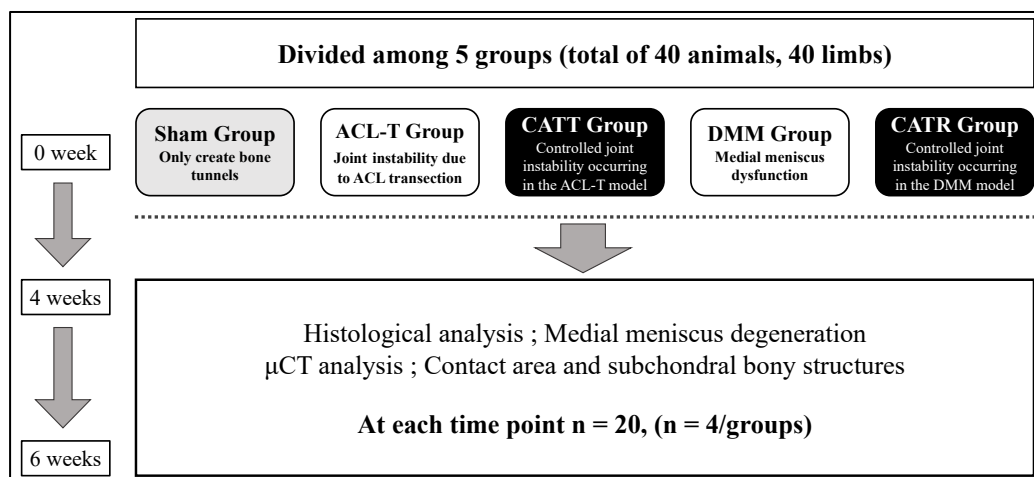 Divided among 5 groups (total of 40 animals, 40 limbs)
0 week
Sham Group
Only create bone
tunnels
ACL-T Group
Joint instability due
to ACL transection
CATT Group
Controlled joint
instability occurring
in the ACL-T model
DMM Group
Medial meniscus
dysfunction
CATR Group
Controlled joint
instability occurring
in the DMM model
4 weeks
Histological analysis ; Medial meniscus degeneration
μCT analysis ; Contact area and subchondral bony structures
At each time point n = 20, (n = 4/groups)
6 weeks